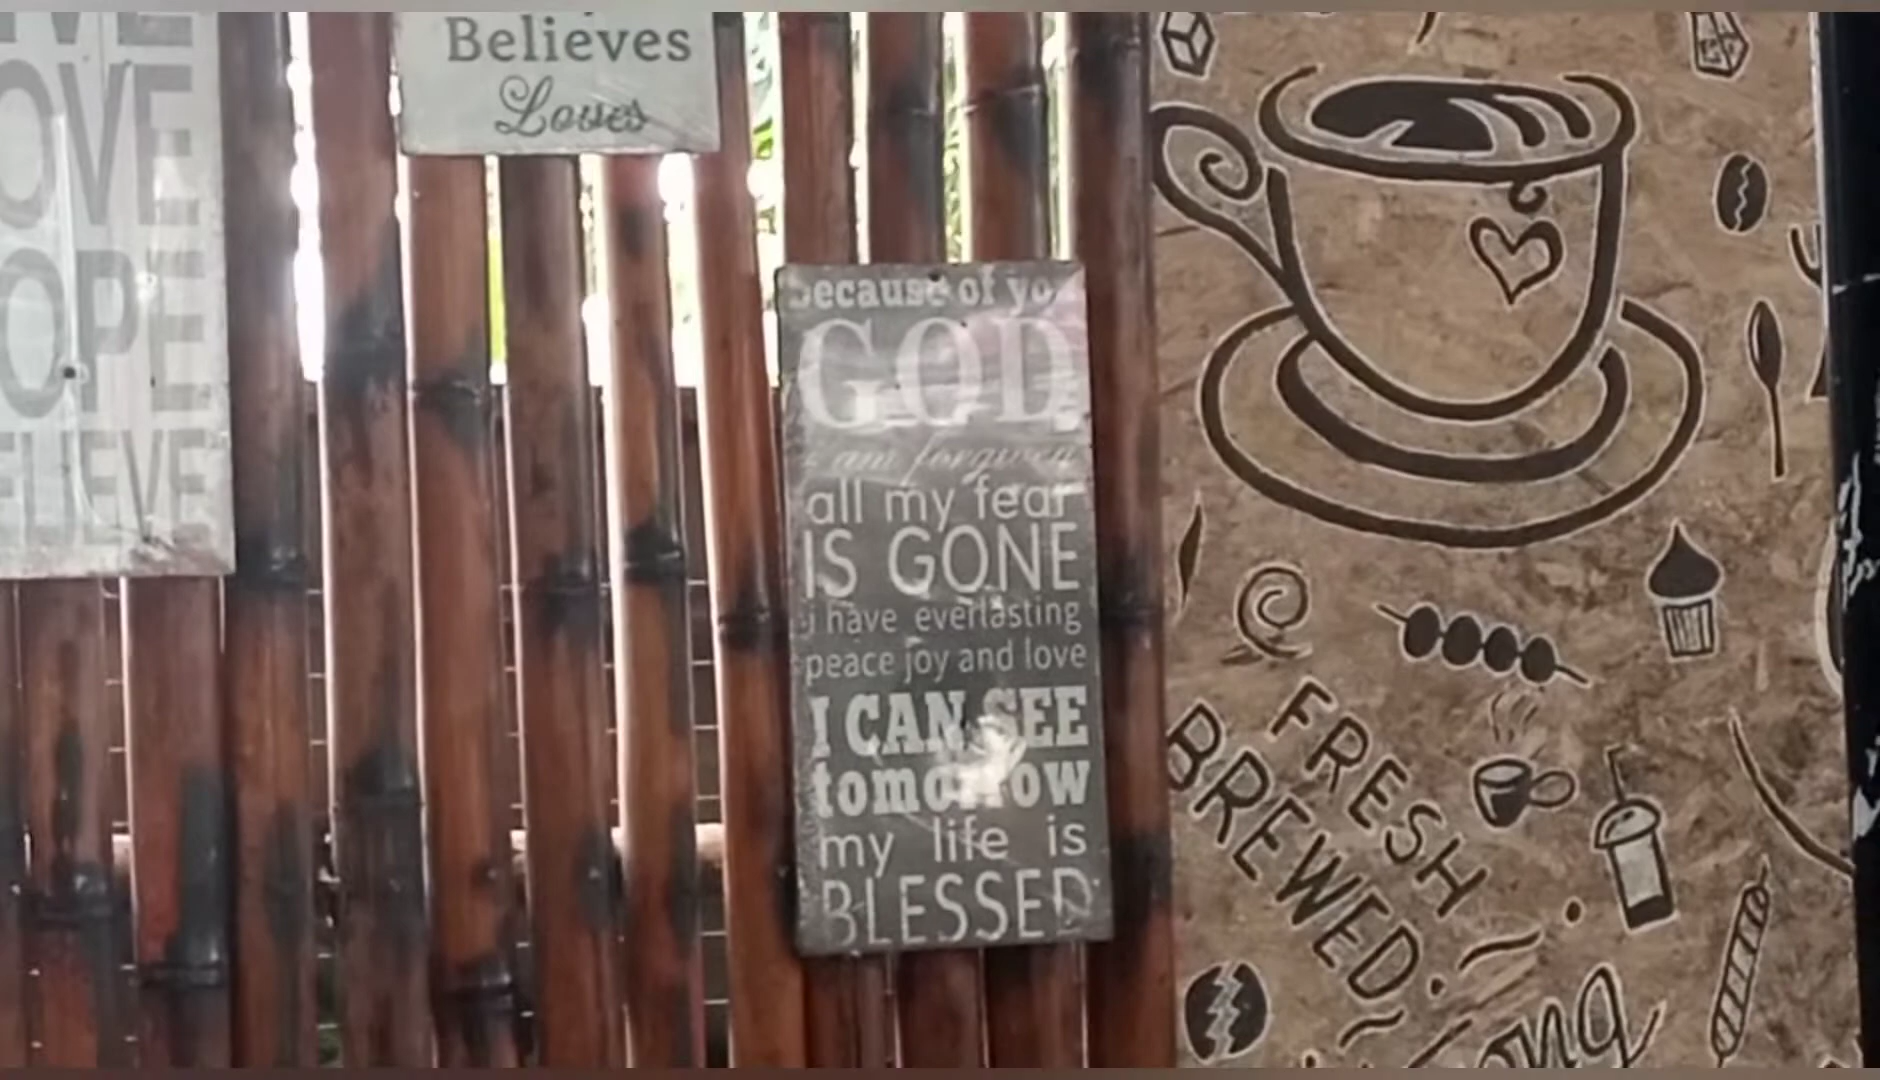 OVE
OPE
ELIEVE
Believes
Loves
because of yo
GOD
i am forgiven
all my fear
IS GONE
i have everlasting
peace joy and love
I CAN SEE
tomorrow
my life is
BLESSED
FRESH
BREWED